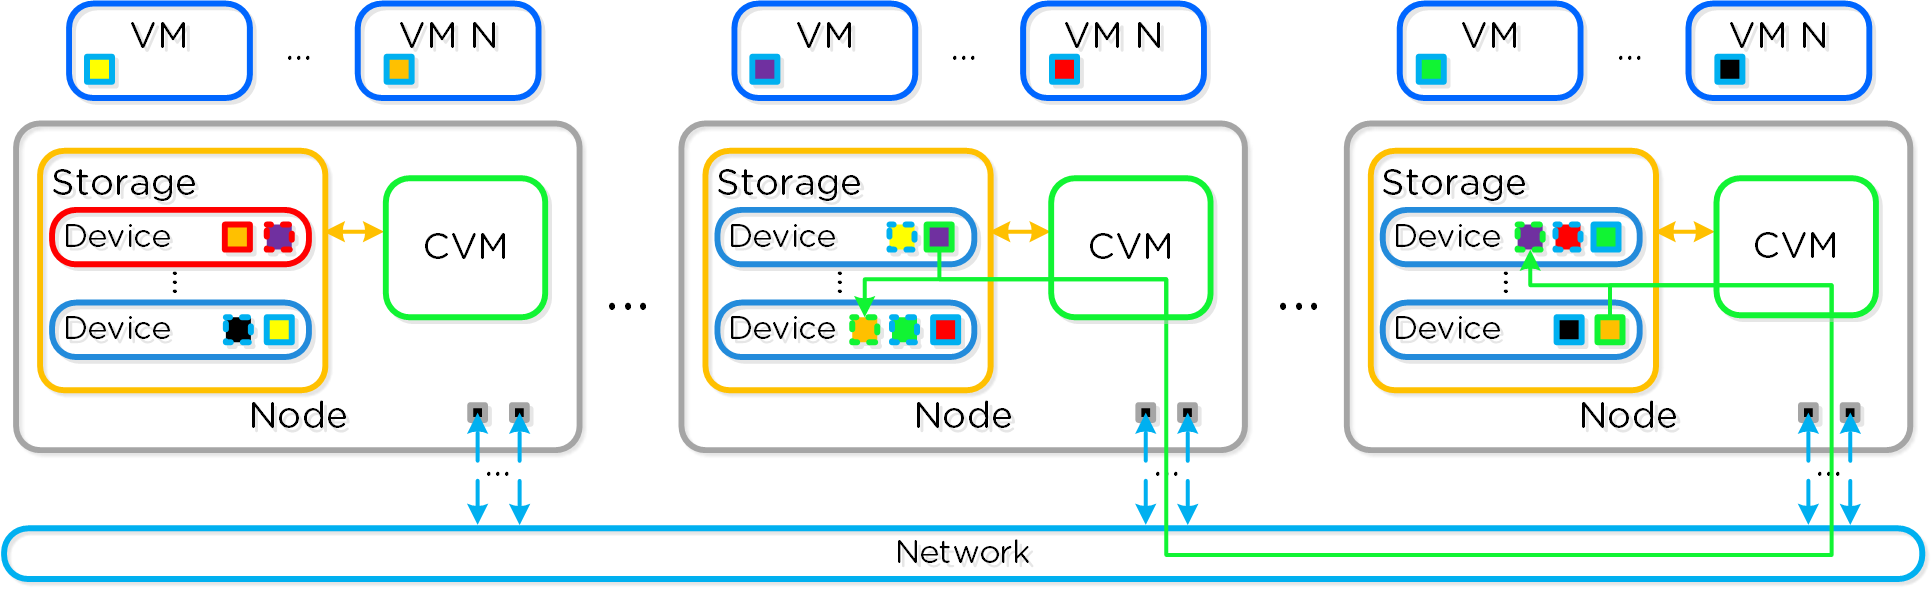 VM ... VM N VM ... VM N VM ... VM N
Storage Storage Storage
Device Device Device
CVM CVM CVM
... ...
Device Device Device
Node Node Node
... ... ...
Network